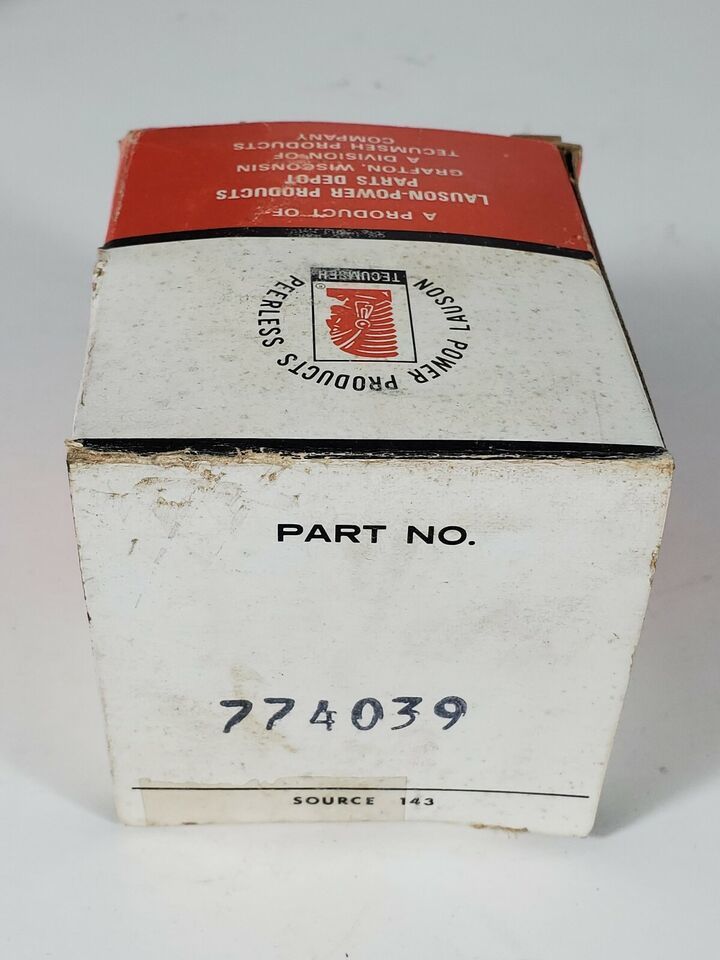 A PRODUCT OF
LAUSON-POWER PRODUCTS
PARTS DEPOT
GRAFTON, WISCONSIN
A DIVISION OF
TECUMSEH PRODUCTS
COMPANY
LAUSON POWER PRODUCTS PEERLESS
TECUMSEH
®
PART NO.
774039
SOURCE 143